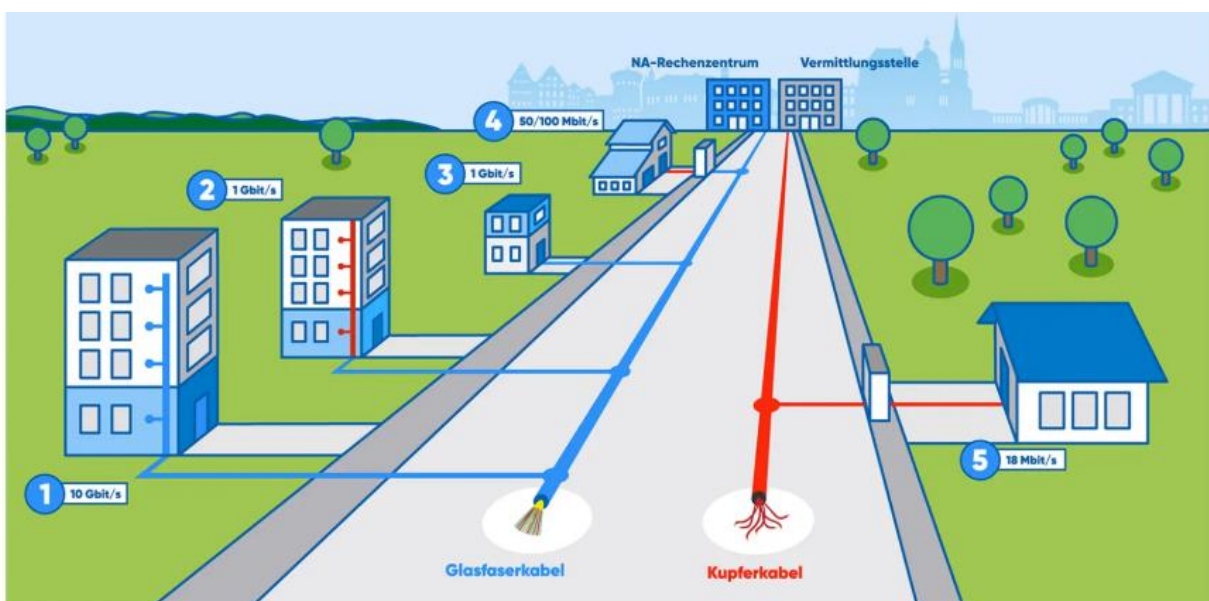 NA-Rechenzentrum
Vermittlungsstelle
4 50/100 Mbit/s
3 1 Gbit/s
2 1 Gbit/s
1 10 Gbit/s
5 18 Mbit/s
Glasfaserkabel
Kupferkabel